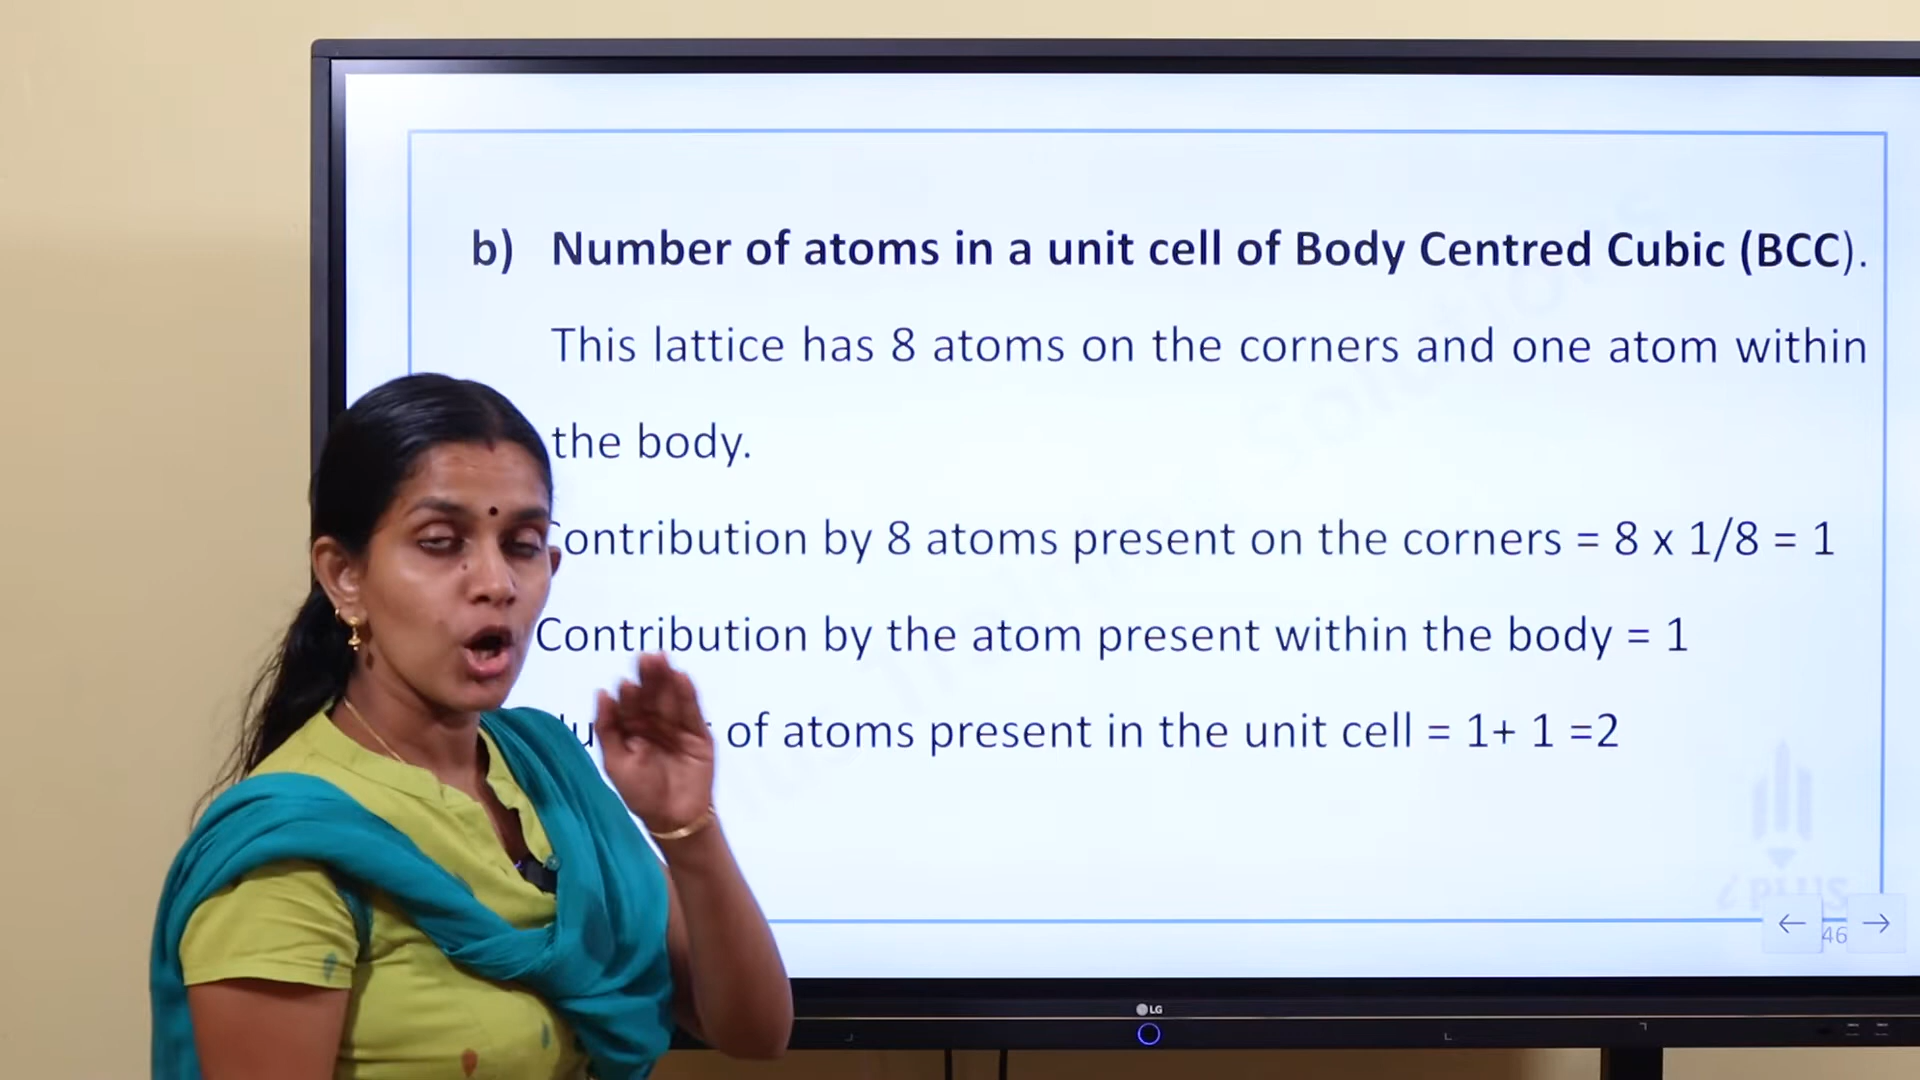 b) Number of atoms in a unit cell of Body Centred Cubic (BCC).
This lattice has 8 atoms on the corners and one atom within
the body.
Contribution by 8 atoms present on the corners = 8 x 1/8 = 1
Contribution by the atom present within the body = 1
of atoms present in the unit cell = 1+ 1 =2
i PLUS
46
LG